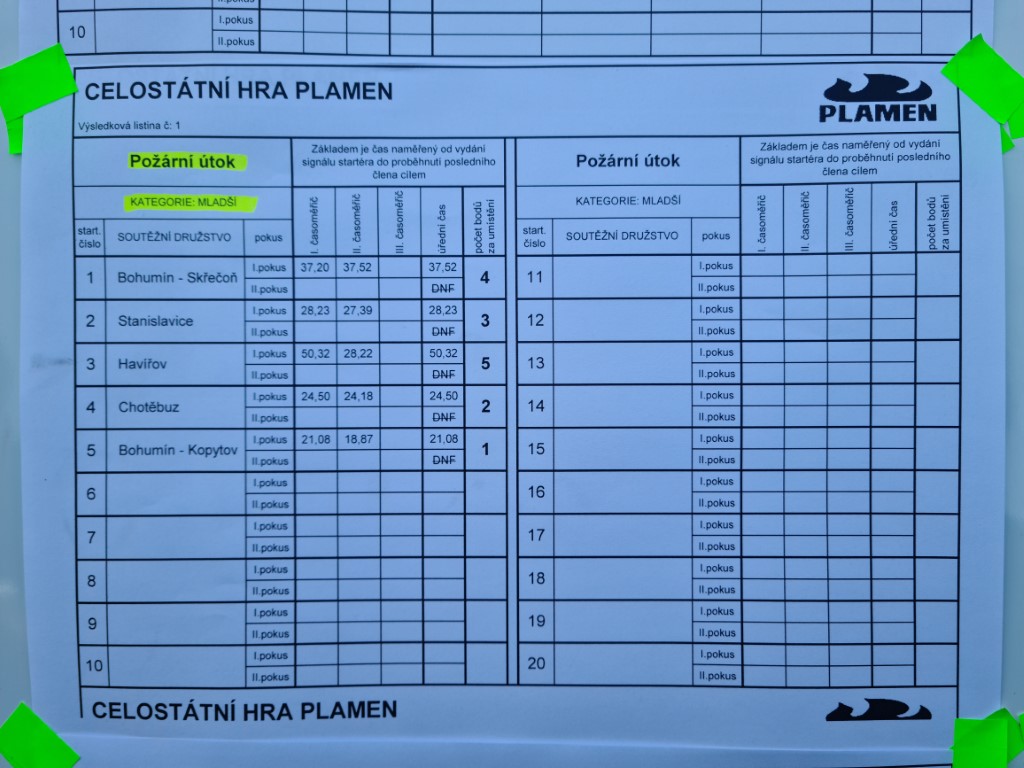 10
I.pokus
II.pokus
CELOSTÁTNÍ HRA PLAMEN
PLAMEN
Výsledková listina č: 1
Požární útok
Základem je čas naměřený od vydání
signálu startéra do proběhnutí posledního
člena cílem
KATEGORIE: MLADŠÍ
start.
číslo
SOUTĚŽNÍ DRUŽSTVO
pokus
I. časoměřič
II. časoměřič
III. časoměřič
úřední čas
počet bodů
za umístění
1 Bohumín - Skřečoň I.pokus 37,20 37,52 37,52 4
II.pokus DNF
2 Stanislavice I.pokus 28,23 27,39 28,23 3
II.pokus DNF
3 Havířov I.pokus 50,32 28,22 50,32 5
II.pokus DNF
4 Chotěbuz I.pokus 24,50 24,18 24,50 2
II.pokus DNF
5 Bohumín - Kopytov I.pokus 21,08 18,87 21,08 1
II.pokus DNF
6 I.pokus
II.pokus
7 I.pokus
II.pokus
8 I.pokus
II.pokus
9 I.pokus
II.pokus
10 I.pokus
II.pokus
Požární útok
Základem je čas naměřený od vydání
signálu startéra do proběhnutí posledního
člena cílem
KATEGORIE: MLADŠÍ
start.
číslo
SOUTĚŽNÍ DRUŽSTVO
pokus
I. časoměřič
II. časoměřič
III. časoměřič
úřední čas
počet bodů
za umístění
11 I.pokus
II.pokus
12 I.pokus
II.pokus
13 I.pokus
II.pokus
14 I.pokus
II.pokus
15 I.pokus
II.pokus
16 I.pokus
II.pokus
17 I.pokus
II.pokus
18 I.pokus
II.pokus
19 I.pokus
II.pokus
20 I.pokus
II.pokus
CELOSTÁTNÍ HRA PLAMEN